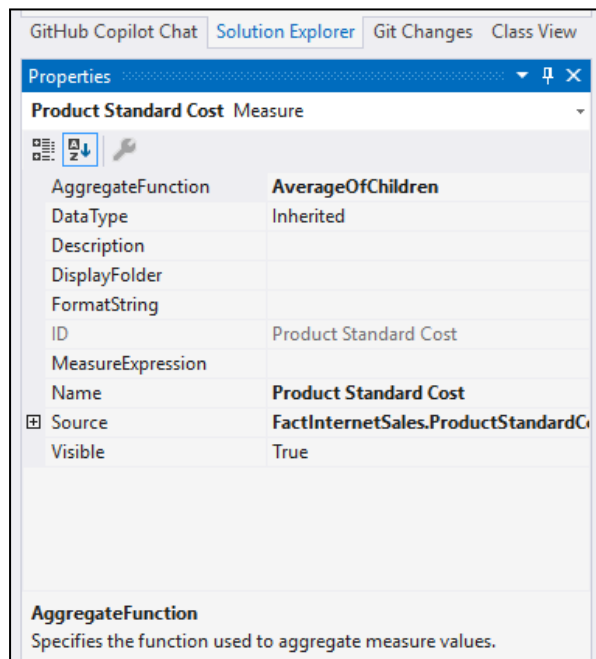 GitHub Copilot Chat Solution Explorer Git Changes Class View
Properties
Product Standard Cost Measure
AggregateFunction AverageOfChildren
DataType Inherited
Description
DisplayFolder
FormatString
ID Product Standard Cost
MeasureExpression
Name Product Standard Cost
Source FactInternetSales.ProductStandardCo
Visible True
AggregateFunction
Specifies the function used to aggregate measure values.